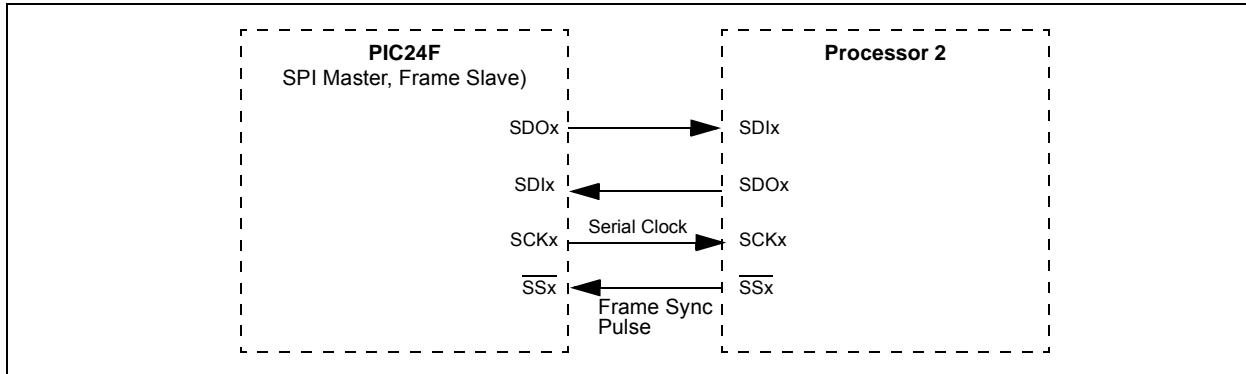 PIC24F
SPI Master, Frame Slave)
Processor 2
SDOx
SDIx
SDIx
SDOx
SCKx
Serial Clock
SCKx
SSx
Frame Sync
Pulse
SSx